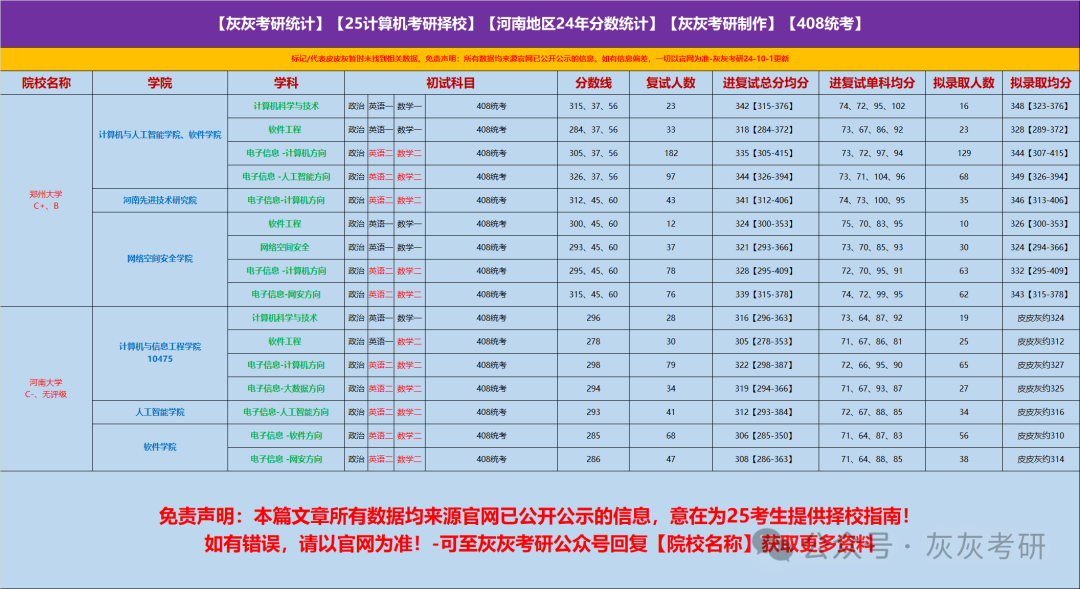 【灰灰考研统计】【25计算机考研择校】【河南地区24年分数统计】【灰灰考研制作】【408统考】
标记/代表皮皮灰暂时未找到相关数据，免责声明：所有数据均来源官网已公开公示的信息，如有信息偏差，一切以官网为准-灰灰考研24-10-1更新
院校名称 学院 学科 初试科目 分数线 复试人数 进复试总分均分 进复试单科均分 拟录取人数 拟录取均分
郑州大学
C+、B
计算机与人工智能学院、软件学院
计算机科学与技术 政治 英语一 数学一 408统考 315、37、56 23 342【315-376】 74、72、95、102 16 348【323-376】
软件工程 政治 英语一 数学一 408统考 284、37、56 33 318【284-372】 73、67、86、92 23 328【289-372】
电子信息 -计算机方向 政治 英语二 数学二 408统考 305、37、56 182 335【305-415】 73、72、97、94 129 344【307-415】
电子信息 -人工智能方向 政治 英语二 数学二 408统考 326、37、56 97 344【326-394】 73、71、104、96 68 349【326-394】
河南先进技术研究院
电子信息-计算机方向 政治 英语二 数学二 408统考 312、45、60 43 341【312-406】 74、73、100、95 35 346【313-406】
网络空间安全学院
软件工程 政治 英语一 数学一 408统考 300、45、60 12 324【300-353】 75、70、83、95 10 326【300-353】
网络空间安全 政治 英语一 数学一 408统考 293、45、60 37 321【293-366】 73、70、85、93 30 324【294-366】
电子信息 -计算机方向 政治 英语二 数学二 408统考 295、45、60 78 328【295-409】 72、70、95、91 63 332【295-409】
电子信息-网安方向 政治 英语二 数学二 408统考 315、45、60 76 339【315-378】 74、72、99、95 62 343【315-378】
河南大学
C-、无评级
计算机与信息工程学院
10475
计算机科学与技术 政治 英语一 数学一 408统考 296 28 316【296-363】 73、64、87、92 19 皮皮灰约324
软件工程 政治 英语一 数学二 408统考 278 30 305【278-353】 71、67、86、81 25 皮皮灰约312
电子信息-计算机方向 政治 英语二 数学二 408统考 298 79 322【298-387】 72、66、95、90 65 皮皮灰约327
电子信息-大数据方向 政治 英语二 数学二 408统考 294 34 319【294-366】 71、67、93、87 27 皮皮灰约325
人工智能学院
电子信息-人工智能方向 政治 英语二 数学二 408统考 293 41 312【293-384】 72、67、88、85 34 皮皮灰约316
软件学院
电子信息 -软件方向 政治 英语二 数学二 408统考 285 68 306【285-350】 71、64、87、83 56 皮皮灰约310
电子信息 -网安方向 政治 英语二 数学二 408统考 286 47 308【286-363】 71、64、88、85 38 皮皮灰约314
免责声明：本篇文章所有数据均来源官网已公开公示的信息，意在为25考生提供择校指南！
如有错误，请以官网为准！-可至灰灰考研公众号回复【院校名称】获取更多资料
公众号 · 灰灰考研